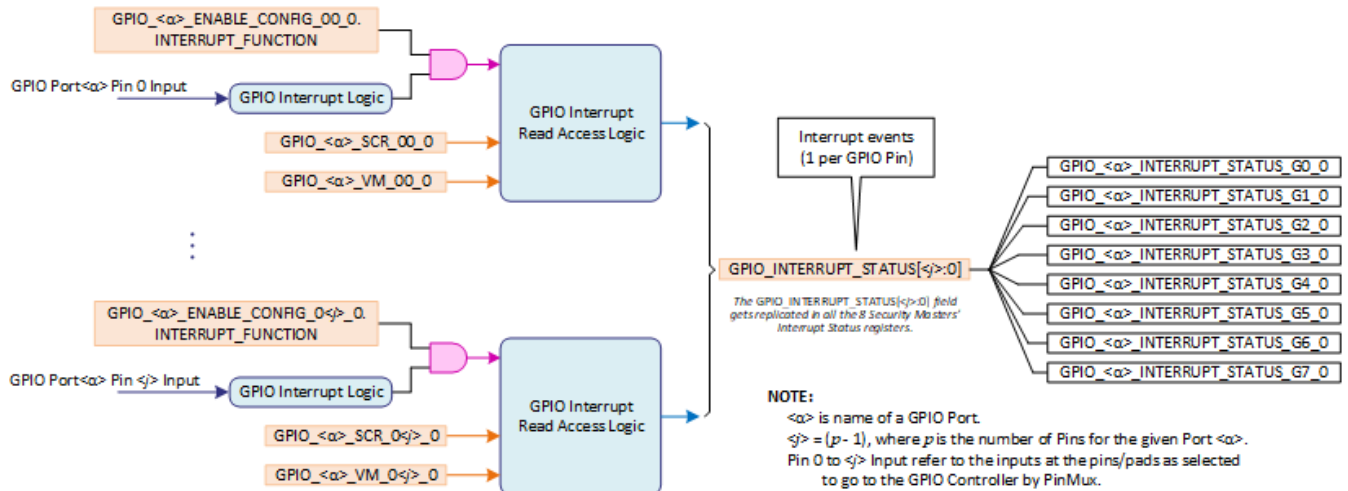 GPIO_<α>_ENABLE_CONFIG_00_0.
INTERRUPT_FUNCTION
GPIO Port<α> Pin 0 Input
GPIO Interrupt Logic
GPIO_<α>_SCR_00_0
GPIO_<α>_VM_00_0
GPIO Interrupt
Read Access Logic
GPIO_<α>_ENABLE_CONFIG_0<j>_0.
INTERRUPT_FUNCTION
GPIO Port<α> Pin <j> Input
GPIO Interrupt Logic
GPIO_<α>_SCR_0<j>_0
GPIO_<α>_VM_0<j>_0
GPIO Interrupt
Read Access Logic
Interrupt events
(1 per GPIO Pin)
GPIO_INTERRUPT_STATUS[<j>:0]
The GPIO_INTERRUPT_STATUS[<j>:0] field
gets replicated in all the 8 Security Masters'
Interrupt Status registers.
GPIO_<α>_INTERRUPT_STATUS_G0_0
GPIO_<α>_INTERRUPT_STATUS_G1_0
GPIO_<α>_INTERRUPT_STATUS_G2_0
GPIO_<α>_INTERRUPT_STATUS_G3_0
GPIO_<α>_INTERRUPT_STATUS_G4_0
GPIO_<α>_INTERRUPT_STATUS_G5_0
GPIO_<α>_INTERRUPT_STATUS_G6_0
GPIO_<α>_INTERRUPT_STATUS_G7_0
NOTE:
<α> is name of a GPIO Port.
<j> = (p - 1), where p is the number of Pins for the given Port <α>.
Pin 0 to <j> Input refer to the inputs at the pins/pads as selected
to go to the GPIO Controller by PinMux.